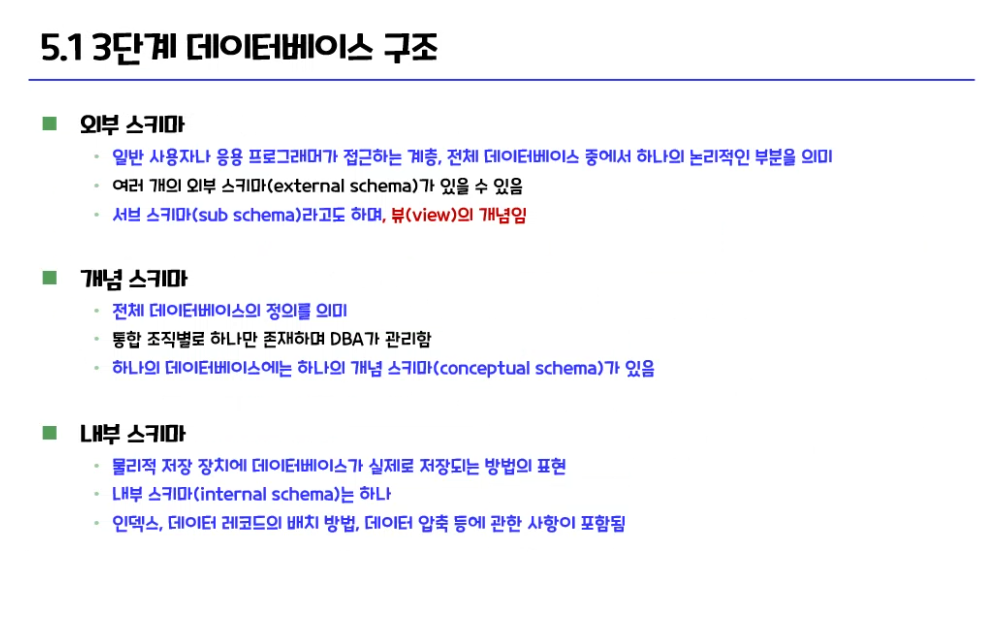 5.1 3단계 데이터베이스 구조
■ 외부 스키마
• 일반 사용자나 응용 프로그래머가 접근하는 계층, 전체 데이터베이스 중에서 하나의 논리적인 부분을 의미
• 여러 개의 외부 스키마(external schema)가 있을 수 있음
• 서브 스키마(sub schema)라고도 하며, 뷰(view)의 개념임
■ 개념 스키마
• 전체 데이터베이스의 정의를 의미
• 통합 조직별로 하나만 존재하며 DBA가 관리함
• 하나의 데이터베이스에는 하나의 개념 스키마(conceptual schema)가 있음
■ 내부 스키마
• 물리적 저장 장치에 데이터베이스가 실제로 저장되는 방법의 표현
• 내부 스키마(internal schema)는 하나
• 인덱스, 데이터 레코드의 배치 방법, 데이터 압축 등에 관한 사항이 포함됨